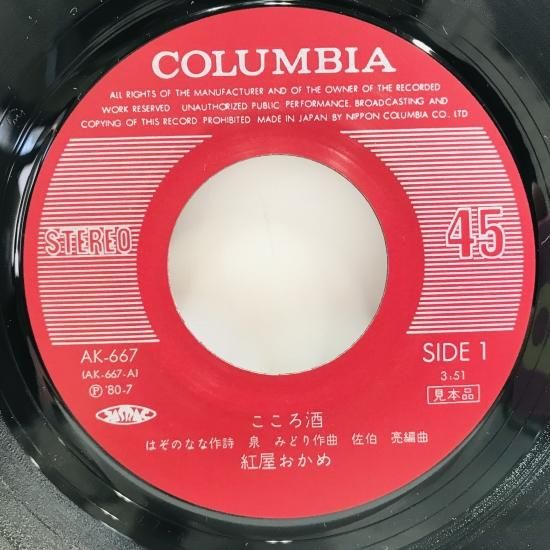 COLUMBIA
ALL RIGHTS OF THE MANUFACTURER AND OF THE OWNER OF THE RECORDED
WORK RESERVED UNAUTHORIZED PUBLIC PERFORMANCE, BROADCASTING AND
COPYING OF THIS RECORD PROHIBITED MADE IN JAPAN BY NIPPON COLUMBIA CO. LTD
STEREO
45
AK-667
(AK-667-A)
Ⓟ '80-7
JASRAC
SIDE 1
3:51
見本品
こころ酒
はぞのなな作詩 泉 みどり作曲 佐伯 亮編曲
紅屋おかめ